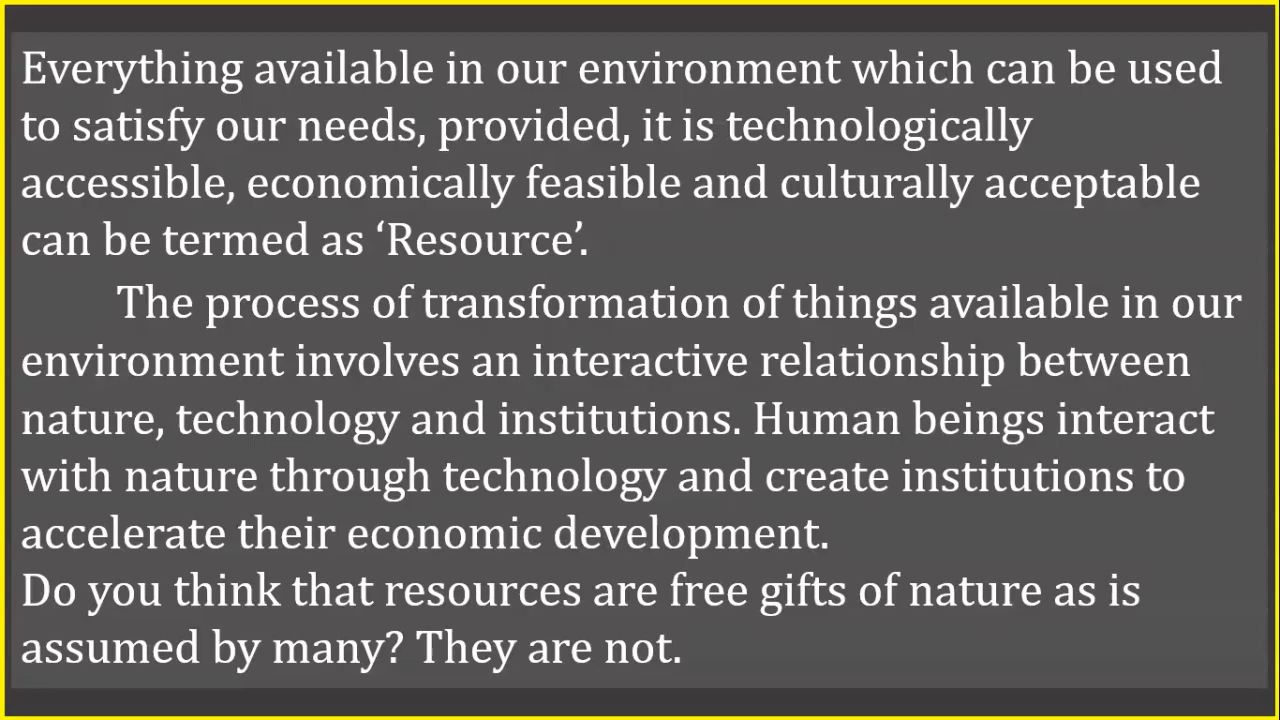 Everything available in our environment which can be used
to satisfy our needs, provided, it is technologically
accessible, economically feasible and culturally acceptable
can be termed as ‘Resource’.
The process of transformation of things available in our
environment involves an interactive relationship between
nature, technology and institutions. Human beings interact
with nature through technology and create institutions to
accelerate their economic development.
Do you think that resources are free gifts of nature as is
assumed by many? They are not.